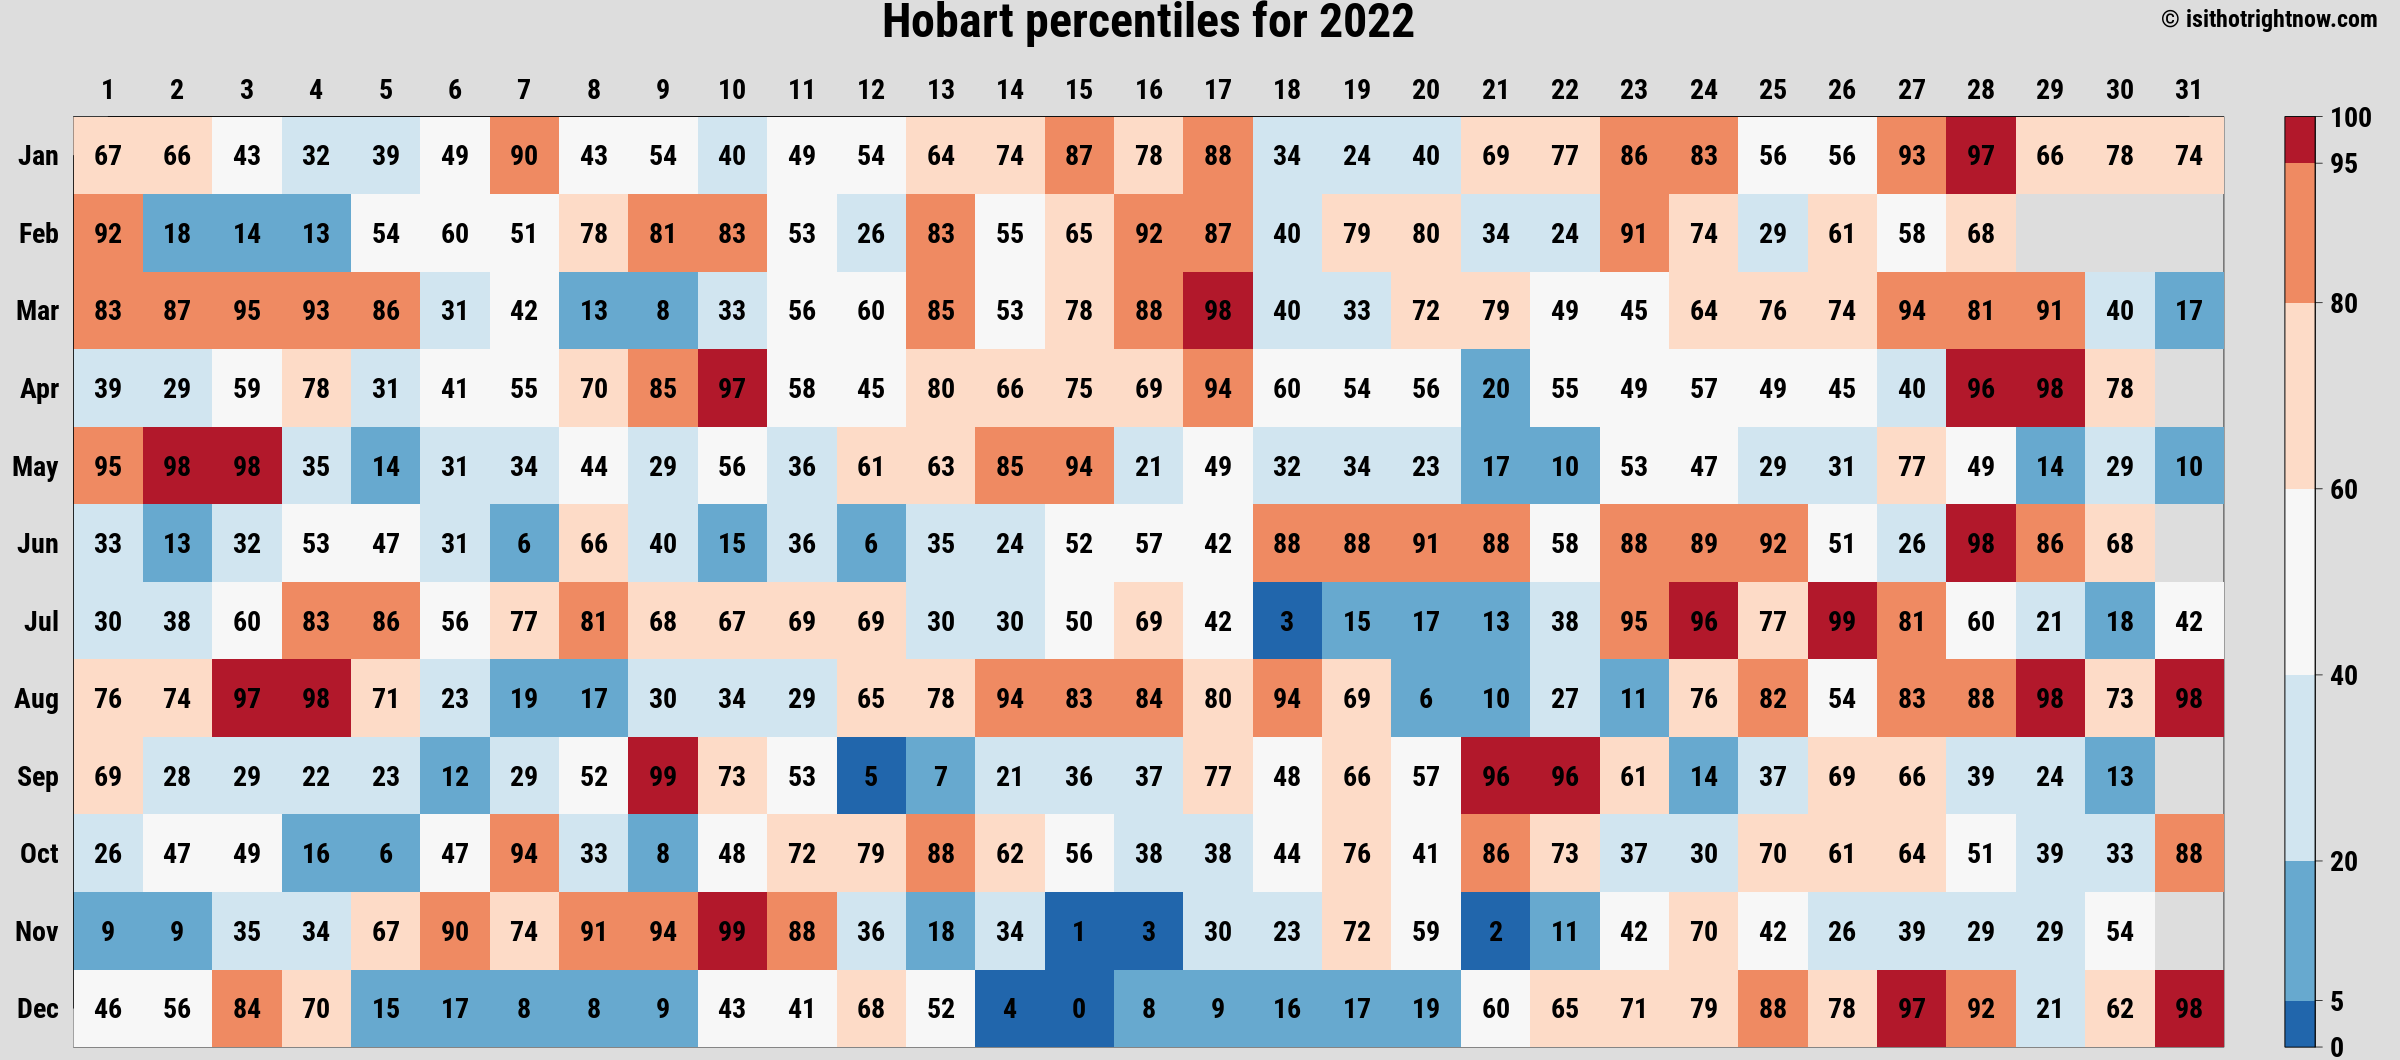 Hobart percentiles for 2022
© isithotrightnow.com
1 2 3 4 5 6 7 8 9 10 11 12 13 14 15 16 17 18 19 20 21 22 23 24 25 26 27 28 29 30 31
Jan 67 66 43 32 39 49 90 43 54 40 49 54 64 74 87 78 88 34 24 40 69 77 86 83 56 56 93 97 66 78 74
Feb 92 18 14 13 54 60 51 78 81 83 53 26 83 55 65 92 87 40 79 80 34 24 91 74 29 61 58 68
Mar 83 87 95 93 86 31 42 13 8 33 56 60 85 53 78 88 98 40 33 72 79 49 45 64 76 74 94 81 91 40 17
Apr 39 29 59 78 31 41 55 70 85 97 58 45 80 66 75 69 94 60 54 56 20 55 49 57 49 45 40 96 98 78
May 95 98 98 35 14 31 34 44 29 56 36 61 63 85 94 21 49 32 34 23 17 10 53 47 29 31 77 49 14 29 10
Jun 33 13 32 53 47 31 6 66 40 15 36 6 35 24 52 57 42 88 88 91 88 58 88 89 92 51 26 98 86 68
Jul 30 38 60 83 86 56 77 81 68 67 69 69 30 30 50 69 42 3 15 17 13 38 95 96 77 99 81 60 21 18 42
Aug 76 74 97 98 71 23 19 17 30 34 29 65 78 94 83 84 80 94 69 6 10 27 11 76 82 54 83 88 98 73 98
Sep 69 28 29 22 23 12 29 52 99 73 53 5 7 21 36 37 77 48 66 57 96 96 61 14 37 69 66 39 24 13
Oct 26 47 49 16 6 47 94 33 8 48 72 79 88 62 56 38 38 44 76 41 86 73 37 30 70 61 64 51 39 33 88
Nov 9 9 35 34 67 90 74 91 94 99 88 36 18 34 1 3 30 23 72 59 2 11 42 70 42 26 39 29 29 54
Dec 46 56 84 70 15 17 8 8 9 43 41 68 52 4 0 8 9 16 17 19 60 65 71 79 88 78 97 92 21 62 98
100
95
80
60
40
20
5
0